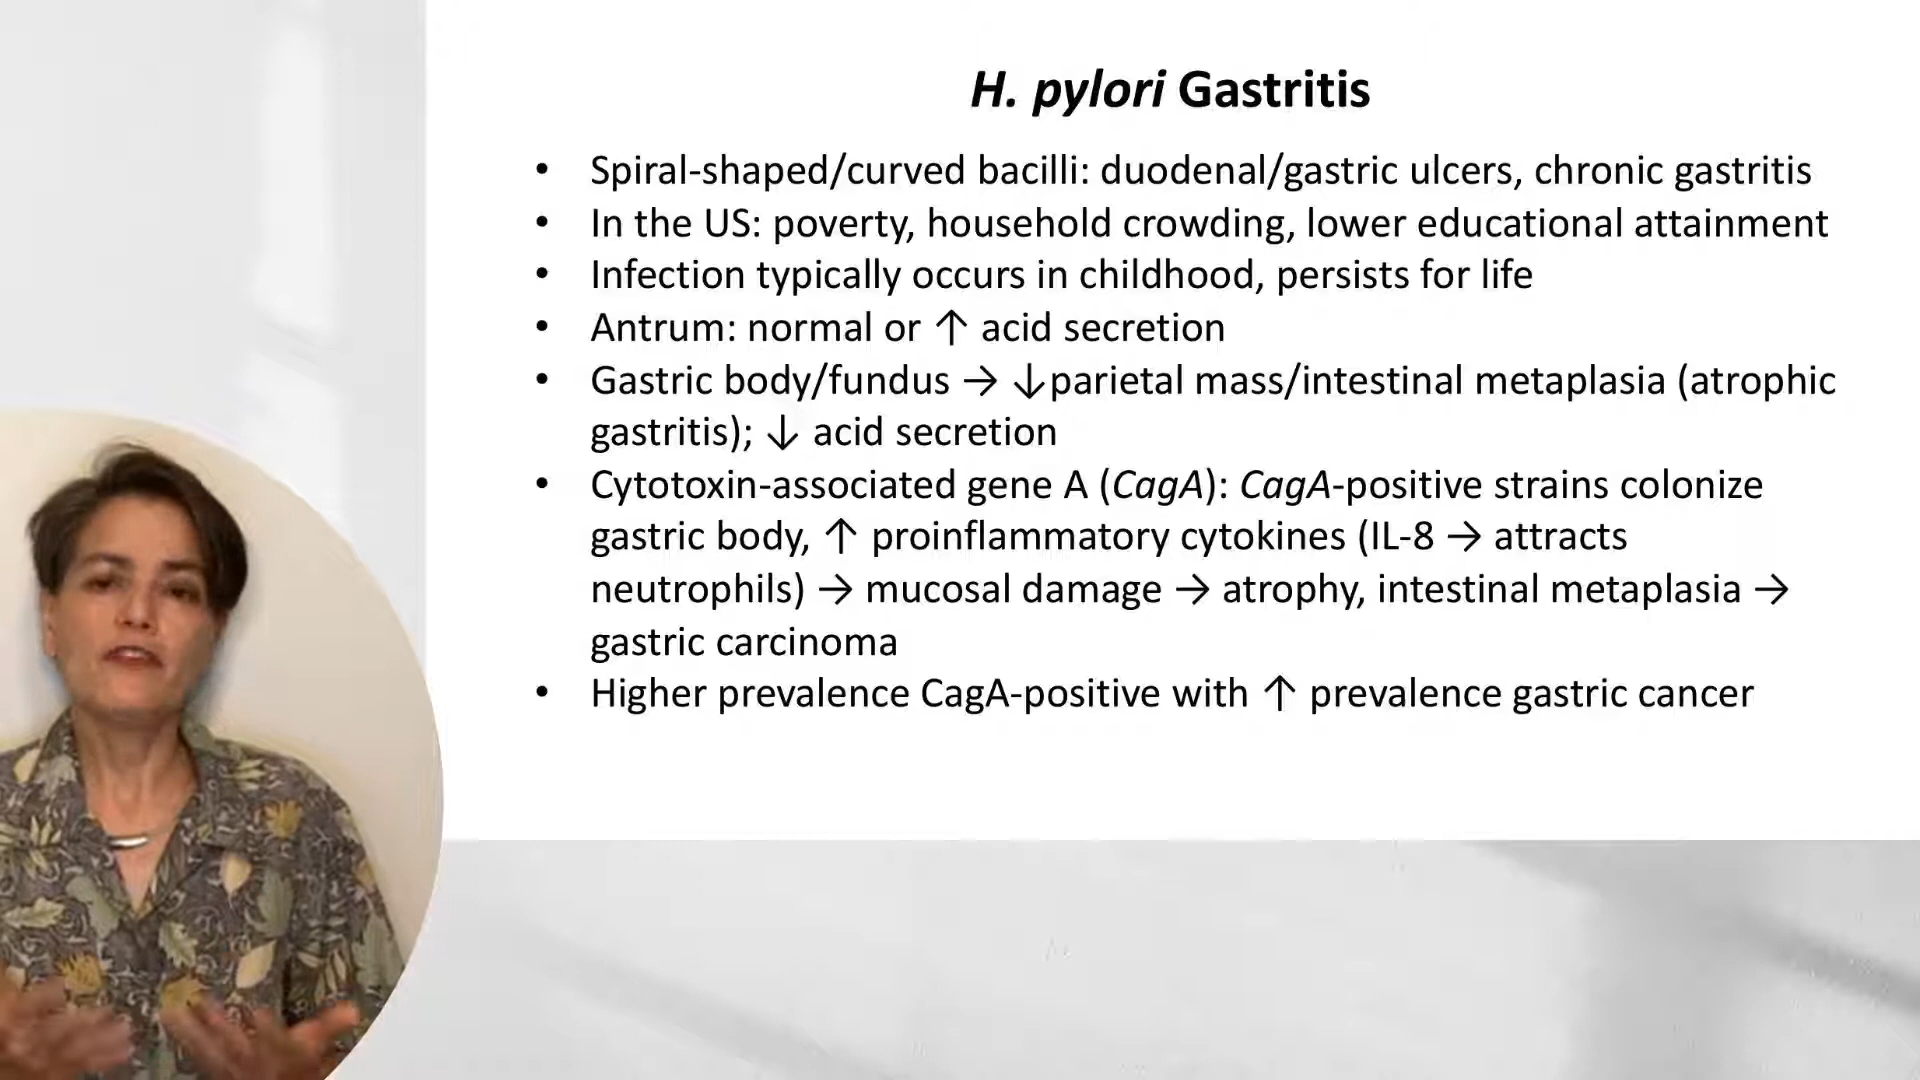 H. pylori Gastritis
• Spiral-shaped/curved bacilli: duodenal/gastric ulcers, chronic gastritis
• In the US: poverty, household crowding, lower educational attainment
• Infection typically occurs in childhood, persists for life
• Antrum: normal or ↑ acid secretion
• Gastric body/fundus → ↓parietal mass/intestinal metaplasia (atrophic
gastritis); ↓ acid secretion
• Cytotoxin-associated gene A (CagA): CagA-positive strains colonize
gastric body, ↑ proinflammatory cytokines (IL-8 → attracts
neutrophils) → mucosal damage → atrophy, intestinal metaplasia →
gastric carcinoma
• Higher prevalence CagA-positive with ↑ prevalence gastric cancer